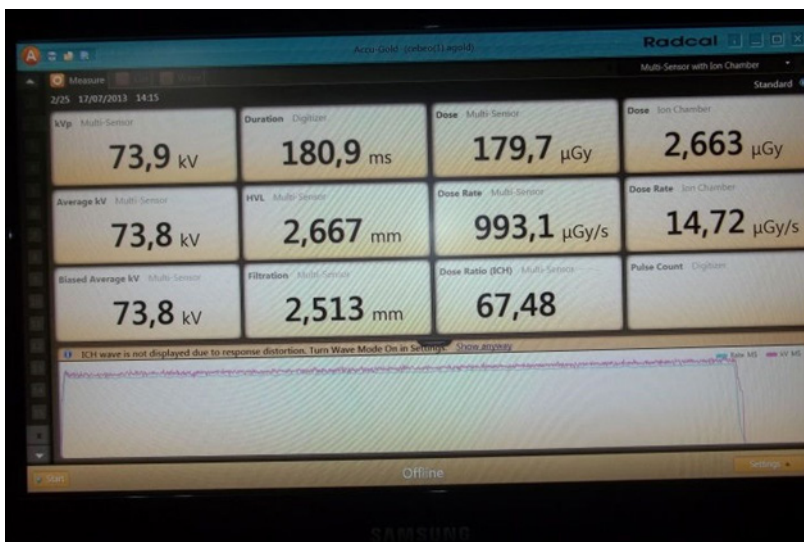 Accu-Gold
Radcal
Measure
Multi-Sensor with Ion Chamber
2/25 17/07/2013 14:15
Standard
kVp Multi-Sensor
73,9 kV
Duration Digitizer
180,9 ms
Dose Multi-Sensor
179,7 µGy
Dose Ion Chamber
2,663 µGy
Average kV Multi-Sensor
73,8 kV
HVL Multi-Sensor
2,667 mm
Dose Rate Multi-Sensor
993,1 µGy/s
Dose Rate Ion Chamber
14,72 µGy/s
Biased Average kV Multi-Sensor
73,8 kV
Filtration Multi-Sensor
2,513 mm
Dose Ratio (ICH) Multi-Sensor
67,48
Pulse Count Digitizer
ICH wave is not displayed due to response distortion. Turn Wave Mode On in Settings. Show anyway
Rate MS kV MS
Start
Offline
Settings
SAMSUNG